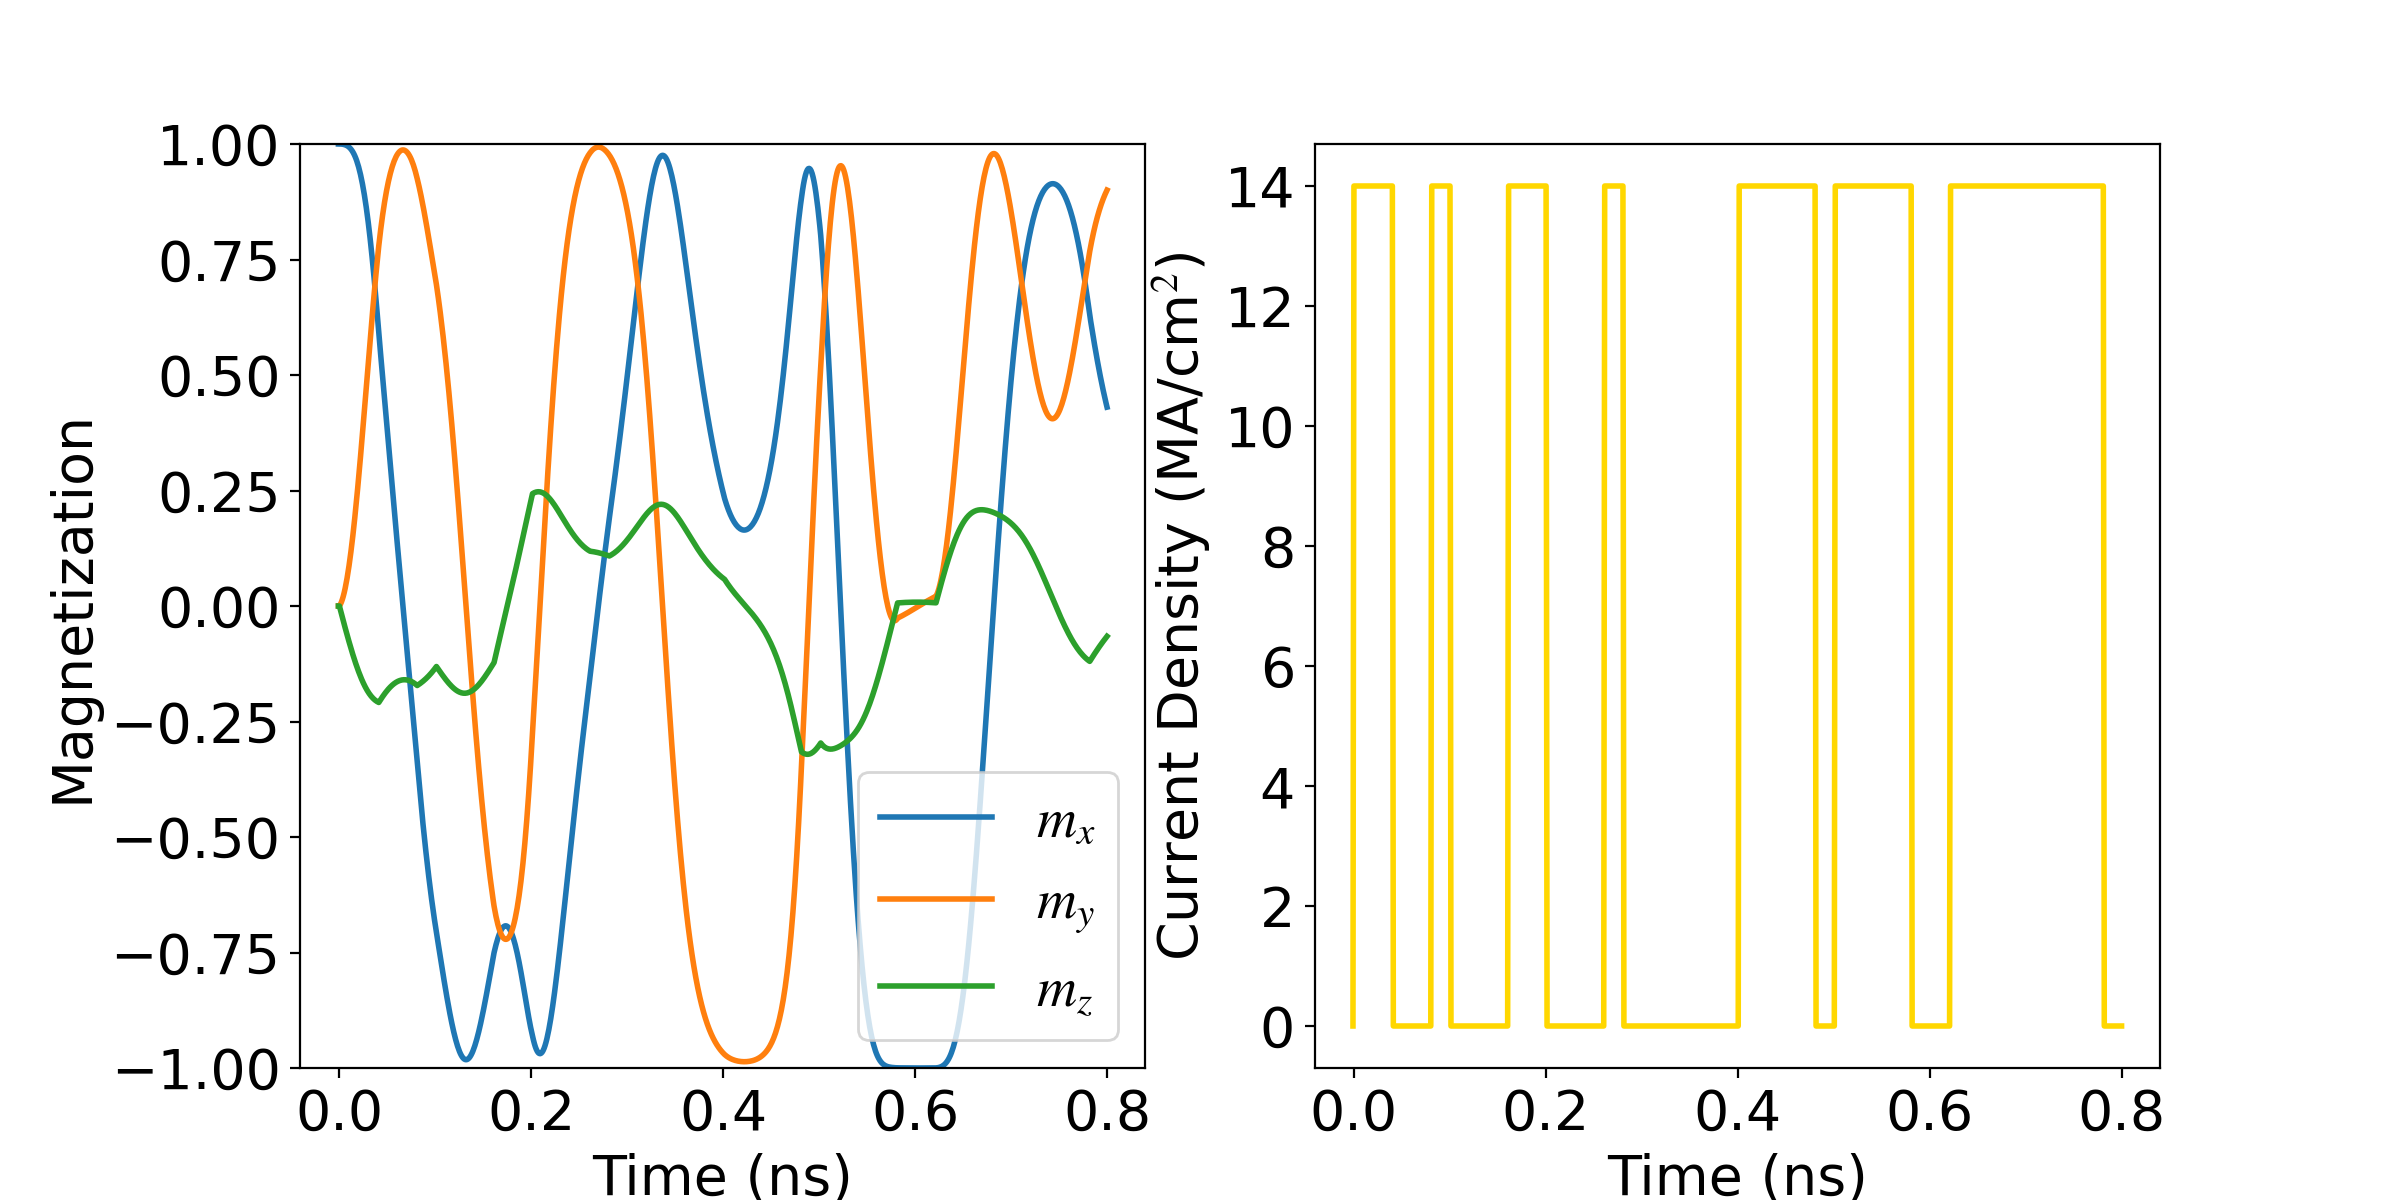 1.00
0.75
0.50
0.25
0.00
−0.25
−0.50
−0.75
−1.00
Magnetization
0.0 0.2 0.4 0.6 0.8
Time (ns)
m_x
m_y
m_z
14
12
10
8
6
4
2
0
Current Density (MA/cm²)
0.0 0.2 0.4 0.6 0.8
Time (ns)